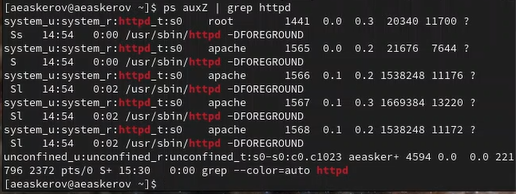 [aeaskerov@aeaskerov ~]$ ps auxZ | grep httpd
system_u:system_r:httpd_t:s0    root        1441  0.0  0.3  20340 11700 ?
 Ss   14:54   0:00 /usr/sbin/httpd -DFOREGROUND
system_u:system_r:httpd_t:s0    apache      1565  0.0  0.2  21676  7644 ?
 S    14:54   0:00 /usr/sbin/httpd -DFOREGROUND
system_u:system_r:httpd_t:s0    apache      1566  0.1  0.2 1538248 11176 ?
 Sl   14:54   0:02 /usr/sbin/httpd -DFOREGROUND
system_u:system_r:httpd_t:s0    apache      1567  0.1  0.3 1669384 13220 ?
 Sl   14:54   0:02 /usr/sbin/httpd -DFOREGROUND
system_u:system_r:httpd_t:s0    apache      1568  0.1  0.2 1538248 11172 ?
 Sl   14:54   0:02 /usr/sbin/httpd -DFOREGROUND
unconfined_u:unconfined_r:unconfined_t:s0-s0:c0.c1023 aeasker+ 4594 0.0  0.0 221
796 2372 pts/0 S+ 15:30   0:00 grep --color=auto httpd
[aeaskerov@aeaskerov ~]$